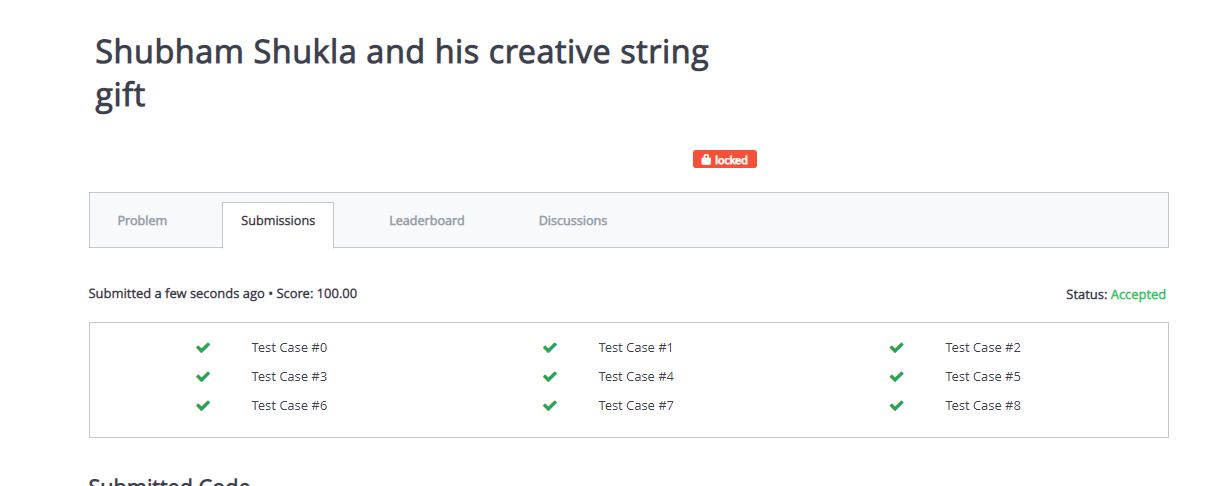 Shubham Shukla and his creative string
gift
locked
Problem Submissions Leaderboard Discussions
Submitted a few seconds ago • Score: 100.00 Status: Accepted
Test Case #0 Test Case #1 Test Case #2
Test Case #3 Test Case #4 Test Case #5
Test Case #6 Test Case #7 Test Case #8
Submitted Code